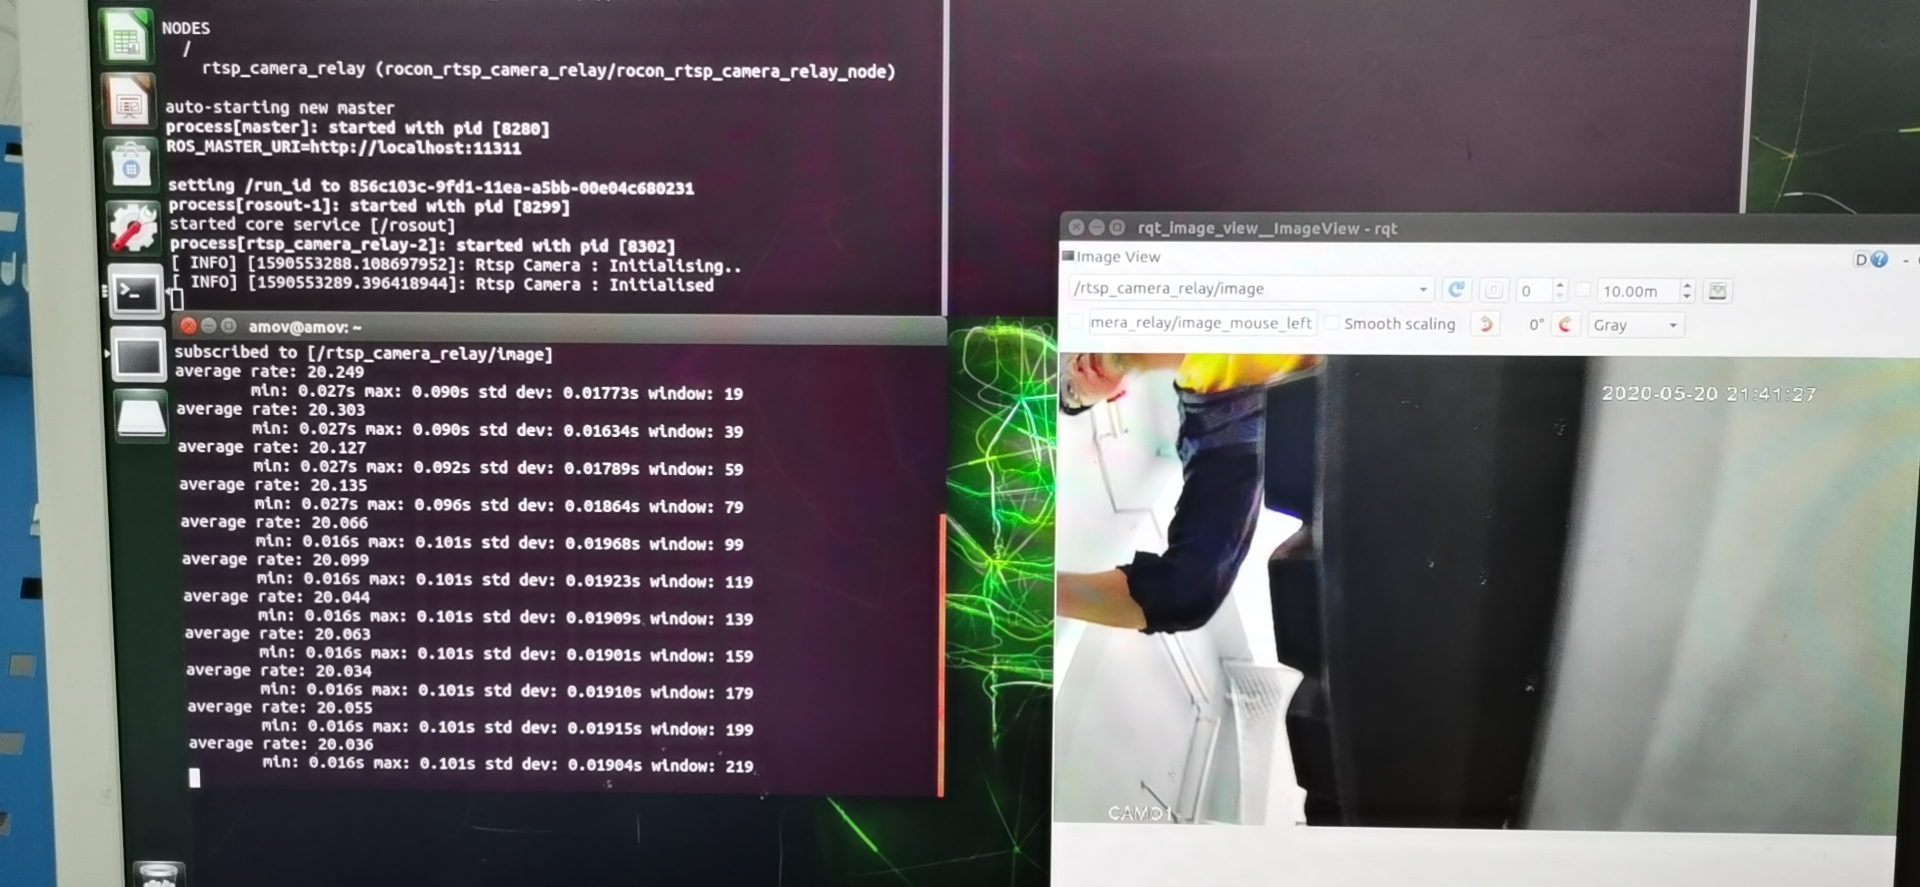 NODES
/
rtsp_camera_relay (rocon_rtsp_camera_relay/rocon_rtsp_camera_relay_node)
auto-starting new master
process[master]: started with pid [8280]
ROS_MASTER_URI=http://localhost:11311
setting /run_id to 856c103c-9fd1-11ea-a5bb-00e04c680231
process[rosout-1]: started with pid [8299]
started core service [/rosout]
process[rtsp_camera_relay-2]: started with pid [8302]
[ INFO] [1590553288.108697952]: Rtsp Camera : Initialising..
[ INFO] [1590553289.396418944]: Rtsp Camera : Initialised
amov@amov: ~
subscribed to [/rtsp_camera_relay/image]
average rate: 20.249
min: 0.027s max: 0.090s std dev: 0.01773s window: 19
average rate: 20.303
min: 0.027s max: 0.090s std dev: 0.01634s window: 39
average rate: 20.127
min: 0.027s max: 0.092s std dev: 0.01789s window: 59
average rate: 20.135
min: 0.027s max: 0.096s std dev: 0.01864s window: 79
average rate: 20.066
min: 0.016s max: 0.101s std dev: 0.01968s window: 99
average rate: 20.099
min: 0.016s max: 0.101s std dev: 0.01923s window: 119
average rate: 20.044
min: 0.016s max: 0.101s std dev: 0.01909s window: 139
average rate: 20.063
min: 0.016s max: 0.101s std dev: 0.01901s window: 159
average rate: 20.034
min: 0.016s max: 0.101s std dev: 0.01910s window: 179
average rate: 20.055
min: 0.016s max: 0.101s std dev: 0.01915s window: 199
average rate: 20.036
min: 0.016s max: 0.101s std dev: 0.01904s window: 219
rqt_image_view__ImageView - rqt
Image View
D
/rtsp_camera_relay/image
0
10.00m
mera_relay/image_mouse_left
Smooth scaling
0°
Gray
2020-05-20 21:41:27
CAM01